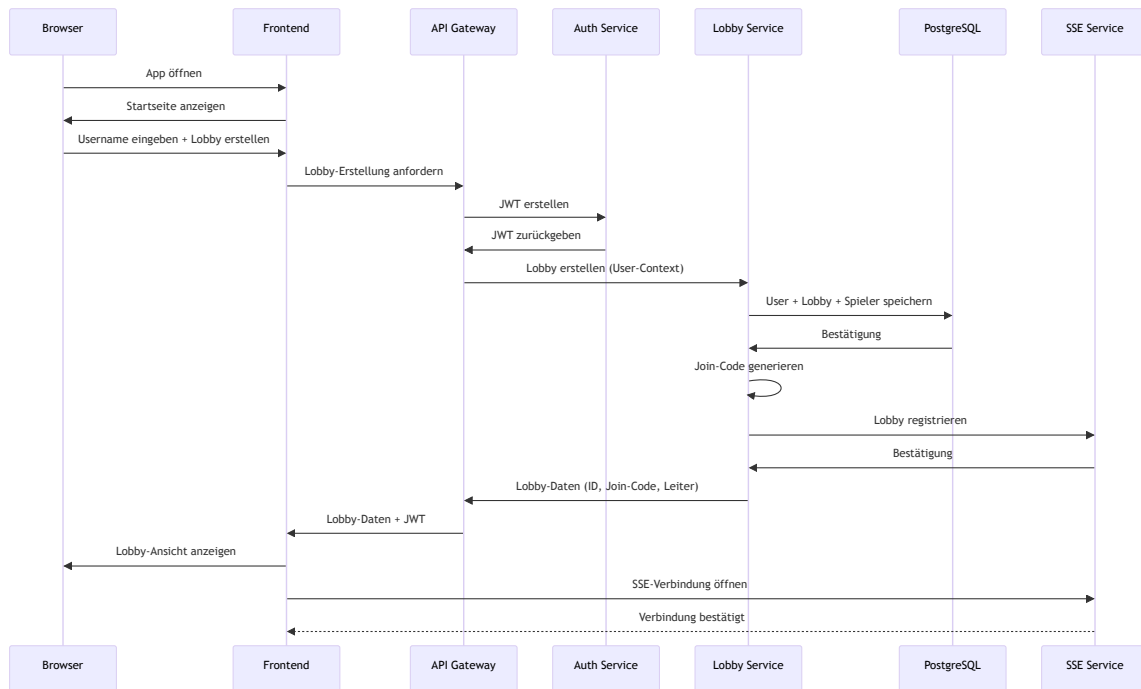 Browser
Frontend
API Gateway
Auth Service
Lobby Service
PostgreSQL
SSE Service
App öffnen
Startseite anzeigen
Username eingeben + Lobby erstellen
Lobby-Erstellung anfordern
JWT erstellen
JWT zurückgeben
Lobby erstellen (User-Context)
User + Lobby + Spieler speichern
Bestätigung
Join-Code generieren
Lobby registrieren
Bestätigung
Lobby-Daten (ID, Join-Code, Leiter)
Lobby-Daten + JWT
Lobby-Ansicht anzeigen
SSE-Verbindung öffnen
Verbindung bestätigt
Browser
Frontend
API Gateway
Auth Service
Lobby Service
PostgreSQL
SSE Service